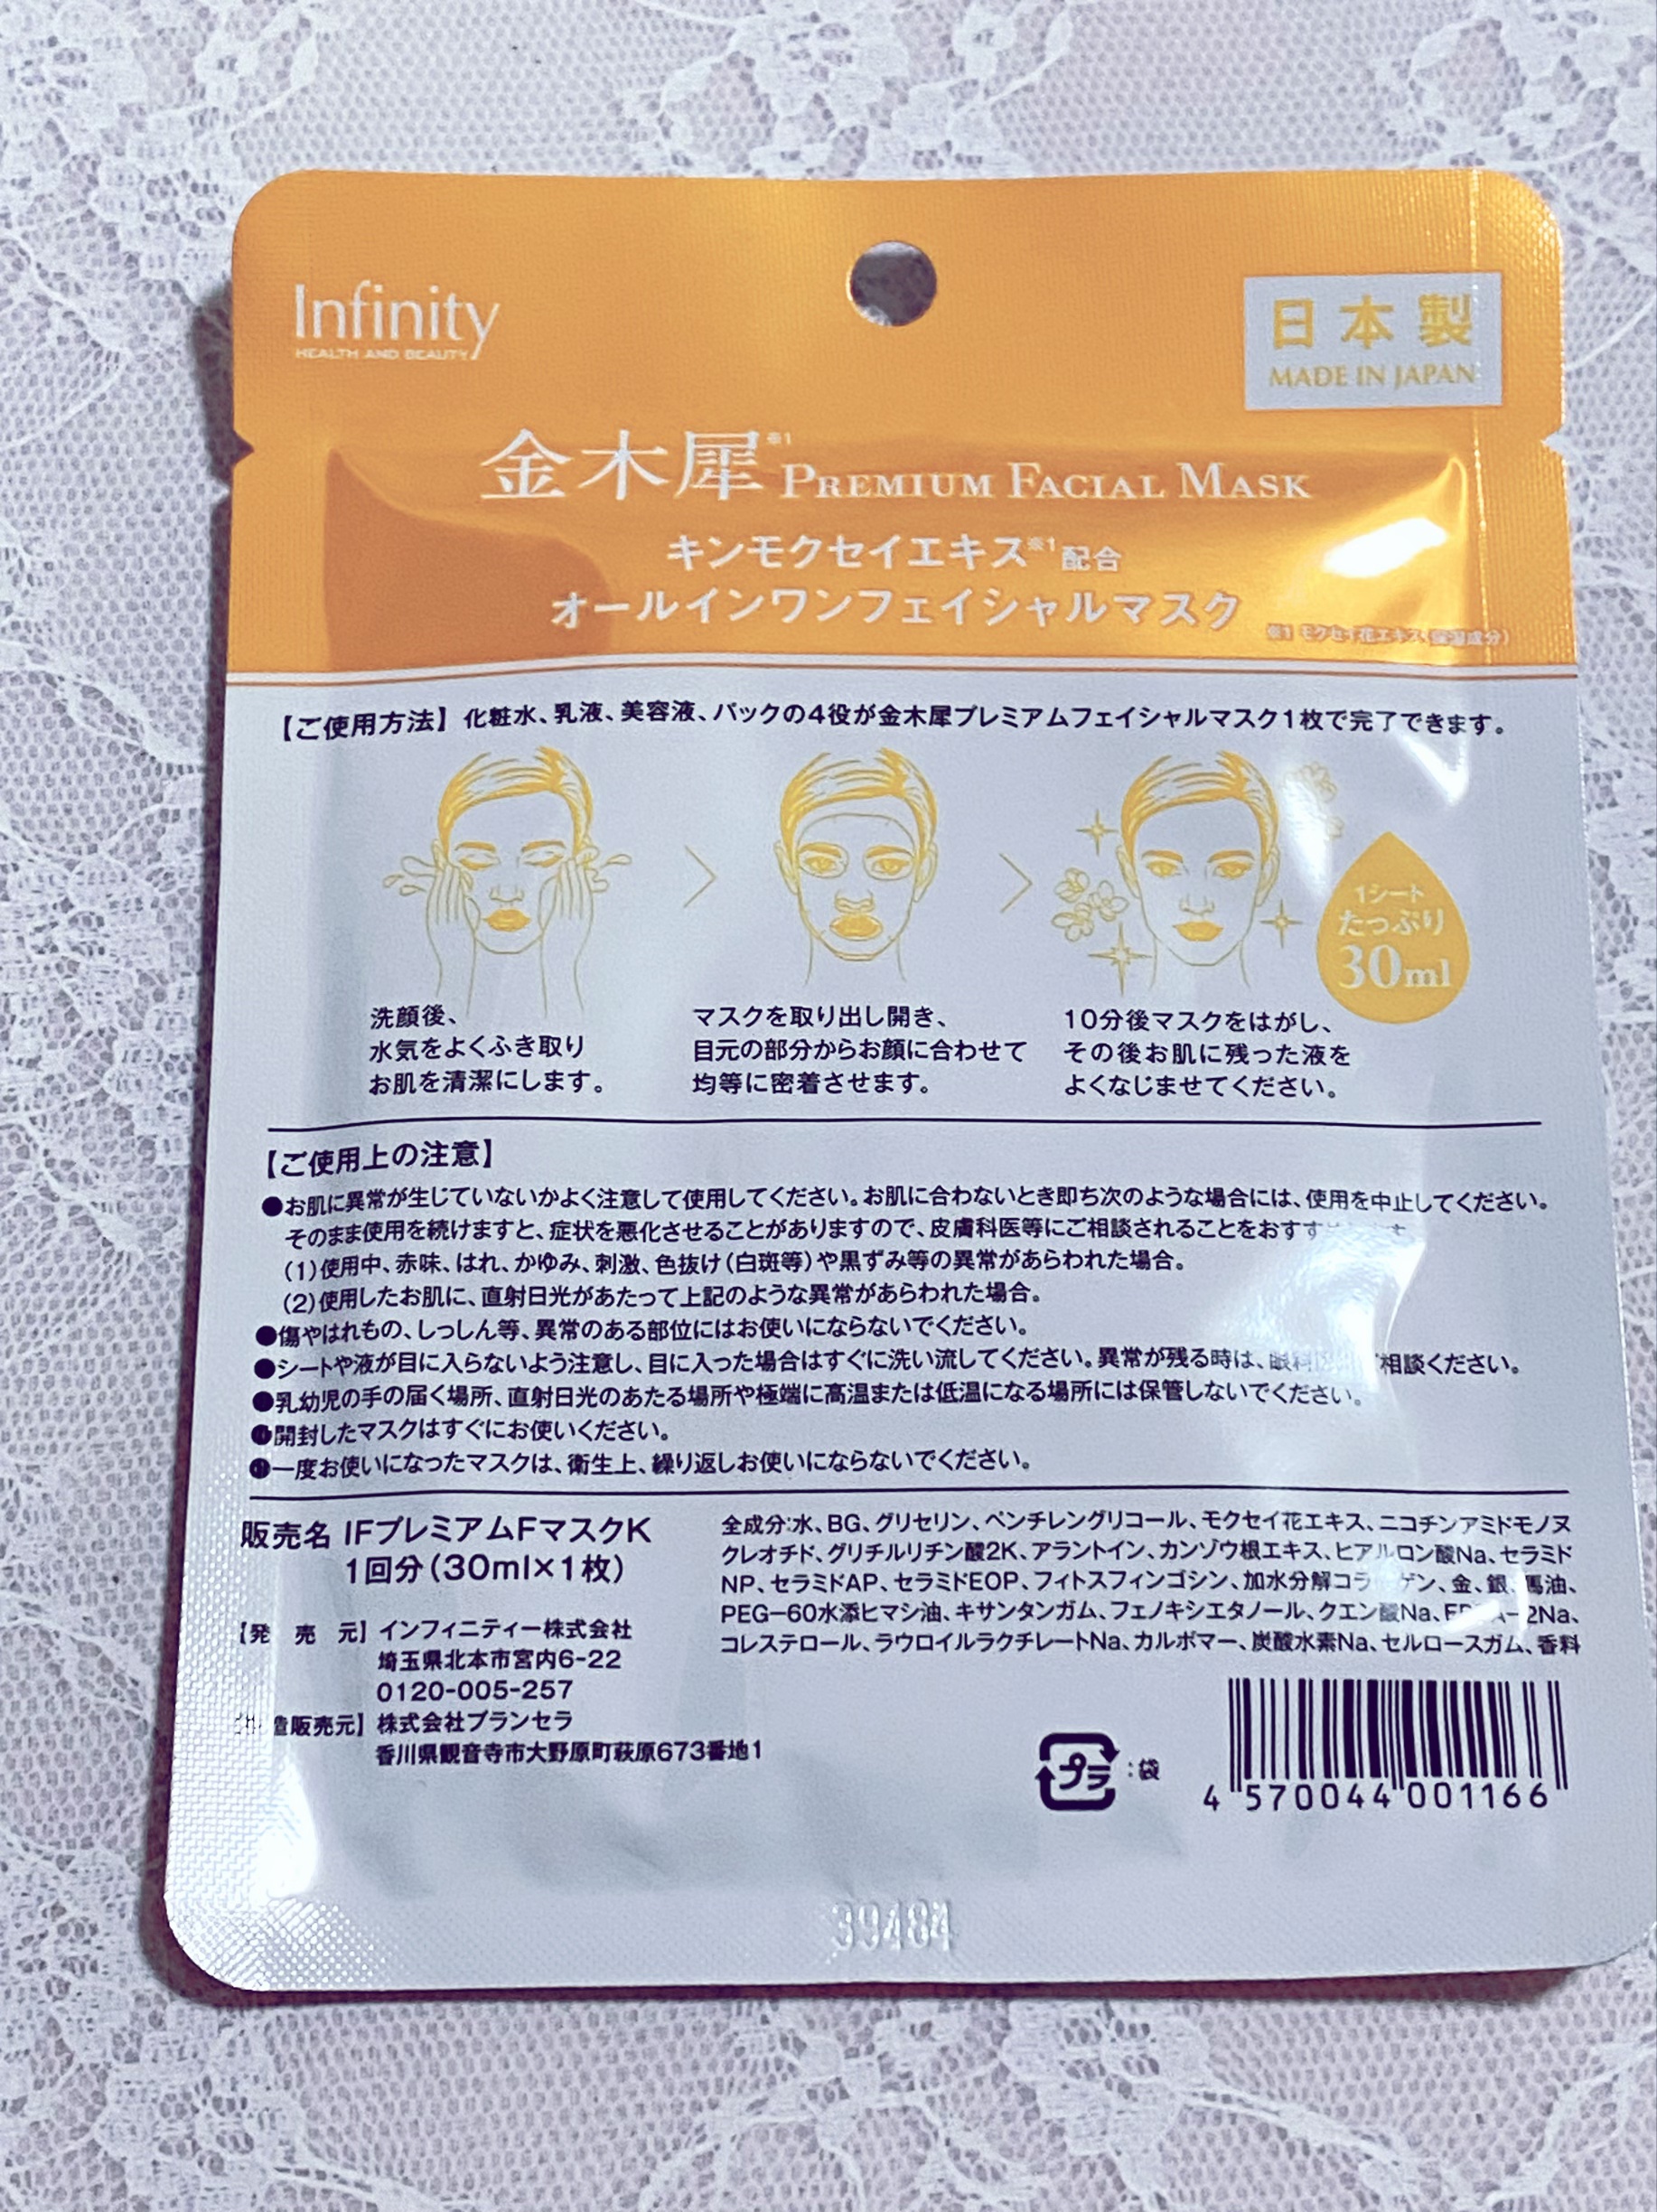 Infinity
HEALTH AND BEAUTY
日本製
MADE IN JAPAN
金木犀※1 PREMIUM FACIAL MASK
キンモクセイエキス※1配合
オールインワンフェイシャルマスク
※1 モクセイ花エキス(保湿成分)
【ご使用方法】化粧水、乳液、美容液、パックの4役が金木犀プレミアムフェイシャルマスク1枚で完了できます。
1シート
たっぷり
30ml
洗顔後、
水気をよくふき取り
お肌を清潔にします。
マスクを取り出し開き、
目元の部分からお顔に合わせて
均等に密着させます。
10分後マスクをはがし、
その後お肌に残った液を
よくなじませてください。
【ご使用上の注意】
●お肌に異常が生じていないかよく注意して使用してください。お肌に合わないとき即ち次のような場合には、使用を中止してください。
そのまま使用を続けますと、症状を悪化させることがありますので、皮膚科医等にご相談されることをおすす
(1)使用中、赤味、はれ、かゆみ、刺激、色抜け(白斑等)や黒ずみ等の異常があらわれた場合。
(2)使用したお肌に、直射日光があたって上記のような異常があらわれた場合。
●傷やはれもの、しっしん等、異常のある部位にはお使いにならないでください。
●シートや液が目に入らないよう注意し、目に入った場合はすぐに洗い流してください。異常が残る時は、眼科 相談ください。
●乳幼児の手の届く場所、直射日光のあたる場所や極端に高温または低温になる場所には保管しないでください。
●開封したマスクはすぐにお使いください。
●一度お使いになったマスクは、衛生上、繰り返しお使いにならないでください。
販売名 IFプレミアムFマスクK
1回分(30ml×1枚)
【発売元】インフィニティー株式会社
埼玉県北本市宮内6-22
0120-005-257
造販売元】株式会社ブランセラ
香川県観音寺市大野原町萩原673番地1
全成分:水、BG、グリセリン、ペンチレングリコール、モクセイ花エキス、ニコチンアミドモノヌ
クレオチド、グリチルリチン酸2K、アラントイン、カンゾウ根エキス、ヒアルロン酸Na、セラミド
NP、セラミドAP、セラミドEOP、フィトスフィンゴシン、加水分解コラーゲン、金、銀、馬油、
PEG-60水添ヒマシ油、キサンタンガム、フェノキシエタノール、クエン酸Na、EDTA-2Na、
コレステロール、ラウロイルラクチレートNa、カルボマー、炭酸水素Na、セルロースガム、香料
プラ
:袋
4 570044 001166
39484